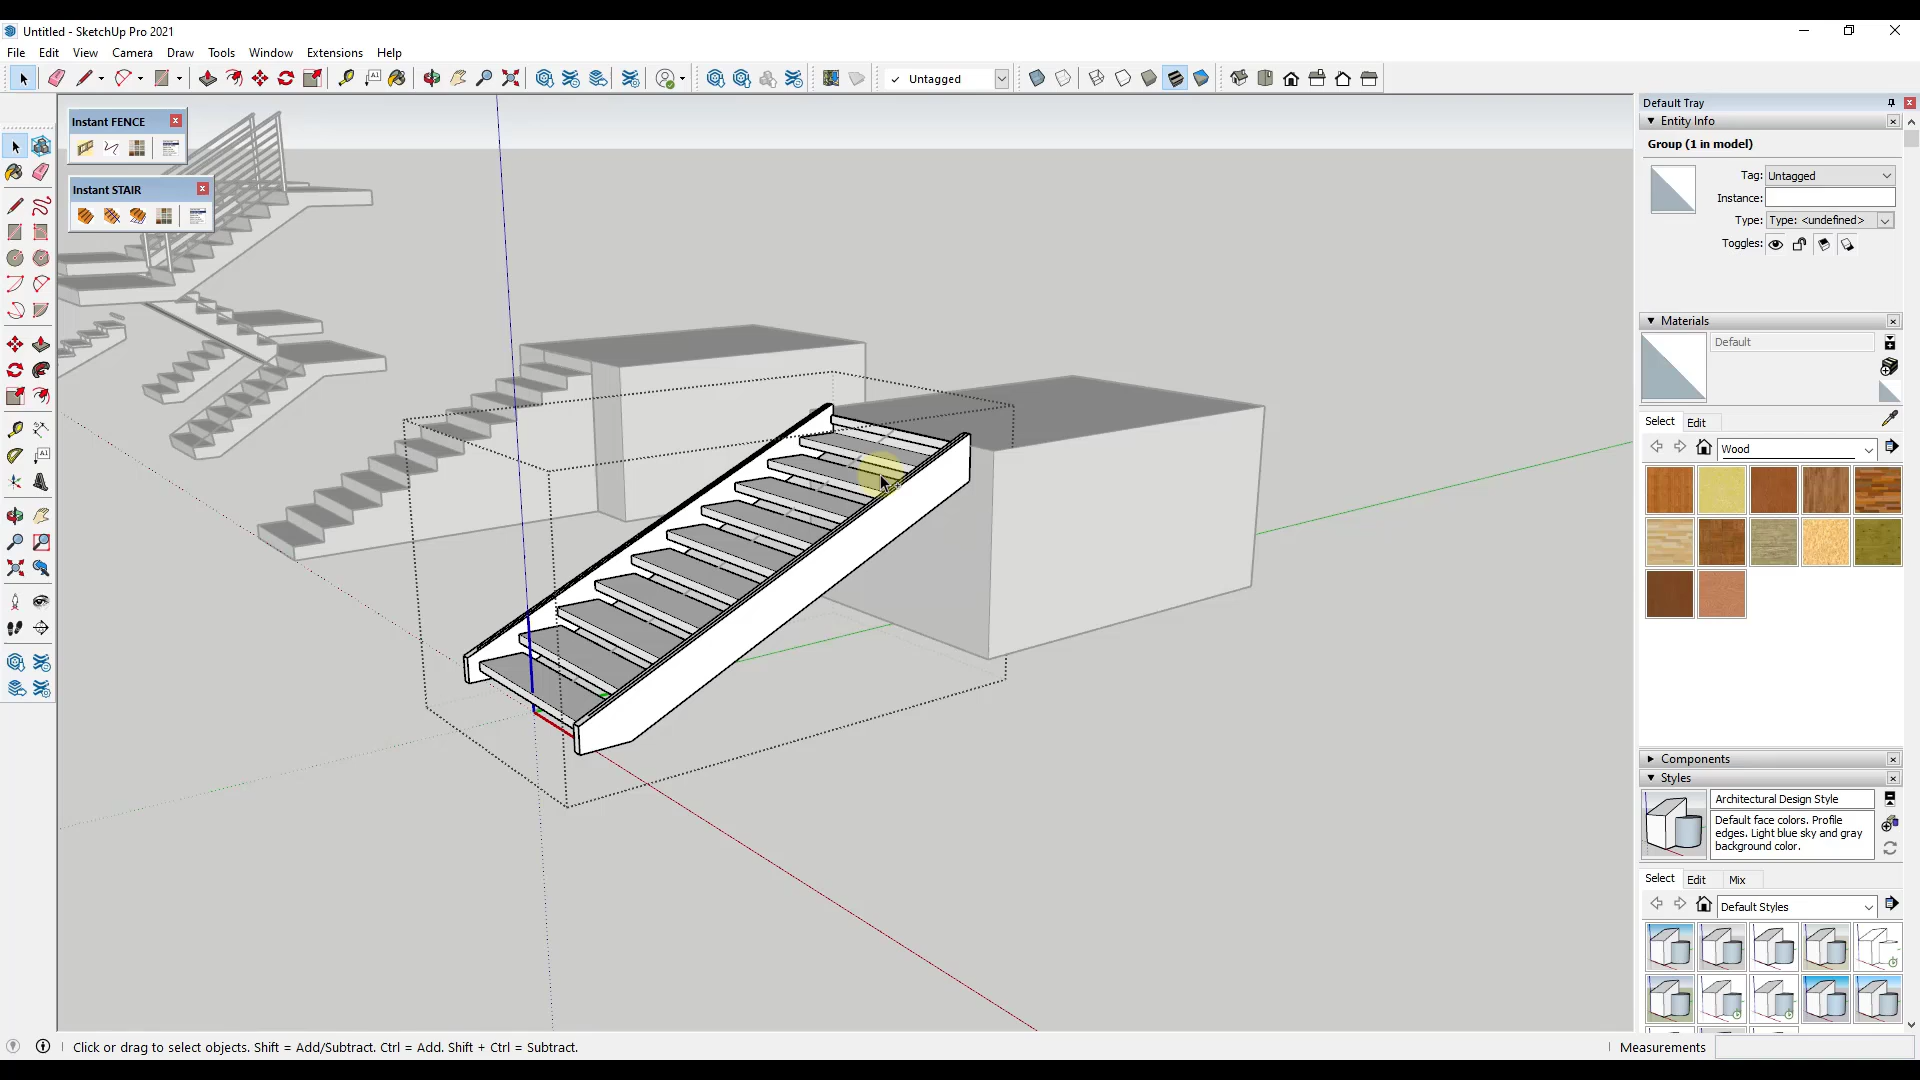 Untitled - SketchUp Pro 2021
File Edit View Camera Draw Tools Window Extensions Help
A1
✓ Untagged
Instant FENCE
Instant STAIR
A1
Default Tray
Entity Info
Group (1 in model)
Tag: Untagged
Instance:
Type: Type: <undefined>
Toggles:
Materials
Default
Select Edit
Wood
Components
Styles
Architectural Design Style
Default face colors. Profile
edges. Light blue sky and gray
background color.
Select Edit Mix
Default Styles
Click or drag to select objects. Shift = Add/Subtract. Ctrl = Add. Shift + Ctrl = Subtract.
Measurements